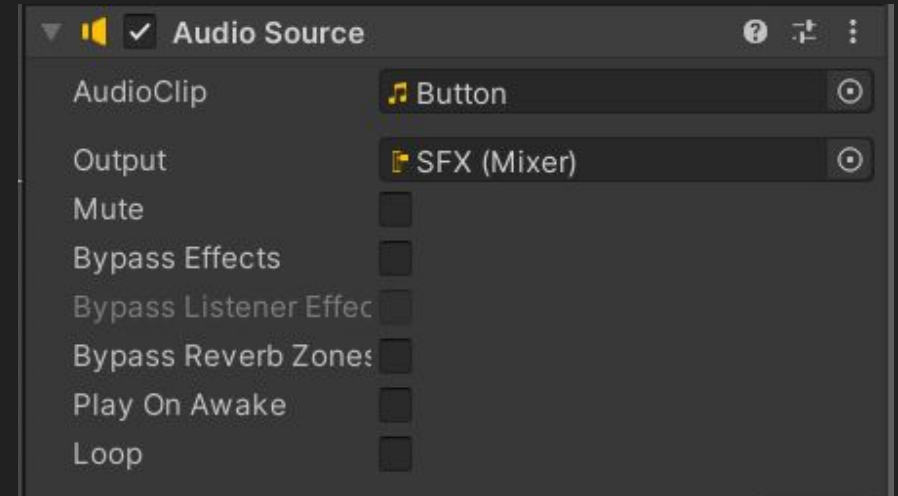 Audio Source
AudioClip Button
Output SFX (Mixer)
Mute
Bypass Effects
Bypass Listener Effec
Bypass Reverb Zones
Play On Awake
Loop